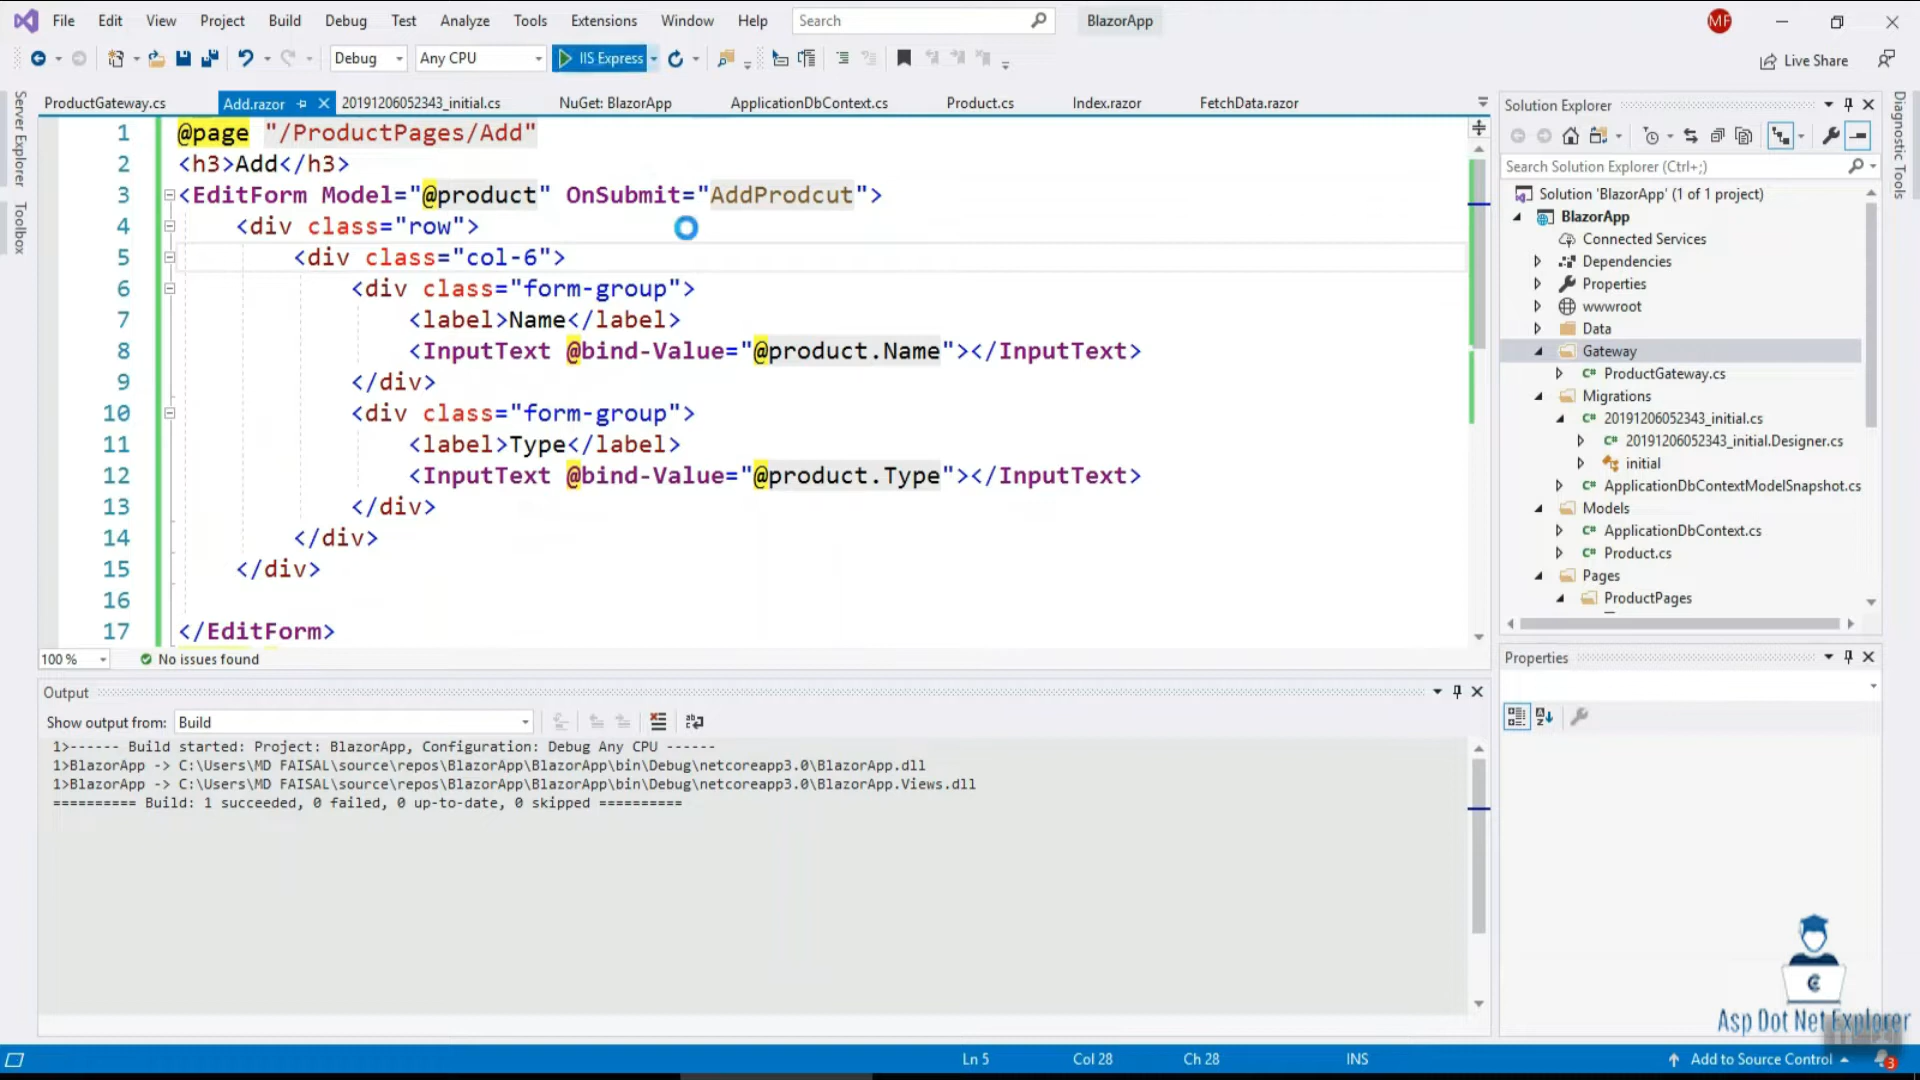 File Edit View Project Build Debug Test Analyze Tools Extensions Window Help Search BlazorApp MF
Debug Any CPU IIS Express Live Share
Server Explorer
Toolbox
ProductGateway.cs Add.razor 20191206052343_initial.cs NuGet: BlazorApp ApplicationDbContext.cs Product.cs Index.razor FetchData.razor
1 @page "/ProductPages/Add"
2 <h3>Add</h3>
3 <EditForm Model="@product" OnSubmit="AddProdcut">
4 <div class="row">
5 <div class="col-6">
6 <div class="form-group">
7 <label>Name</label>
8 <InputText @bind-Value="@product.Name"></InputText>
9 </div>
10 <div class="form-group">
11 <label>Type</label>
12 <InputText @bind-Value="@product.Type"></InputText>
13 </div>
14 </div>
15 </div>
16
17 </EditForm>
100 % No issues found
Output
Show output from: Build
1>------ Build started: Project: BlazorApp, Configuration: Debug Any CPU ------
1>BlazorApp -> C:\Users\MD FAISAL\source\repos\BlazorApp\BlazorApp\bin\Debug\netcoreapp3.0\BlazorApp.dll
1>BlazorApp -> C:\Users\MD FAISAL\source\repos\BlazorApp\BlazorApp\bin\Debug\netcoreapp3.0\BlazorApp.Views.dll
========== Build: 1 succeeded, 0 failed, 0 up-to-date, 0 skipped ==========
Solution Explorer
Search Solution Explorer (Ctrl+;)
Solution 'BlazorApp' (1 of 1 project)
BlazorApp
Connected Services
Dependencies
Properties
wwwroot
Data
Gateway
C# ProductGateway.cs
Migrations
C# 20191206052343_initial.cs
C# 20191206052343_initial.Designer.cs
initial
C# ApplicationDbContextModelSnapshot.cs
Models
C# ApplicationDbContext.cs
C# Product.cs
Pages
ProductPages
Properties
Diagnostic Tools
Asp Dot Net Explorer
Ln 5 Col 28 Ch 28 INS Add to Source Control 3